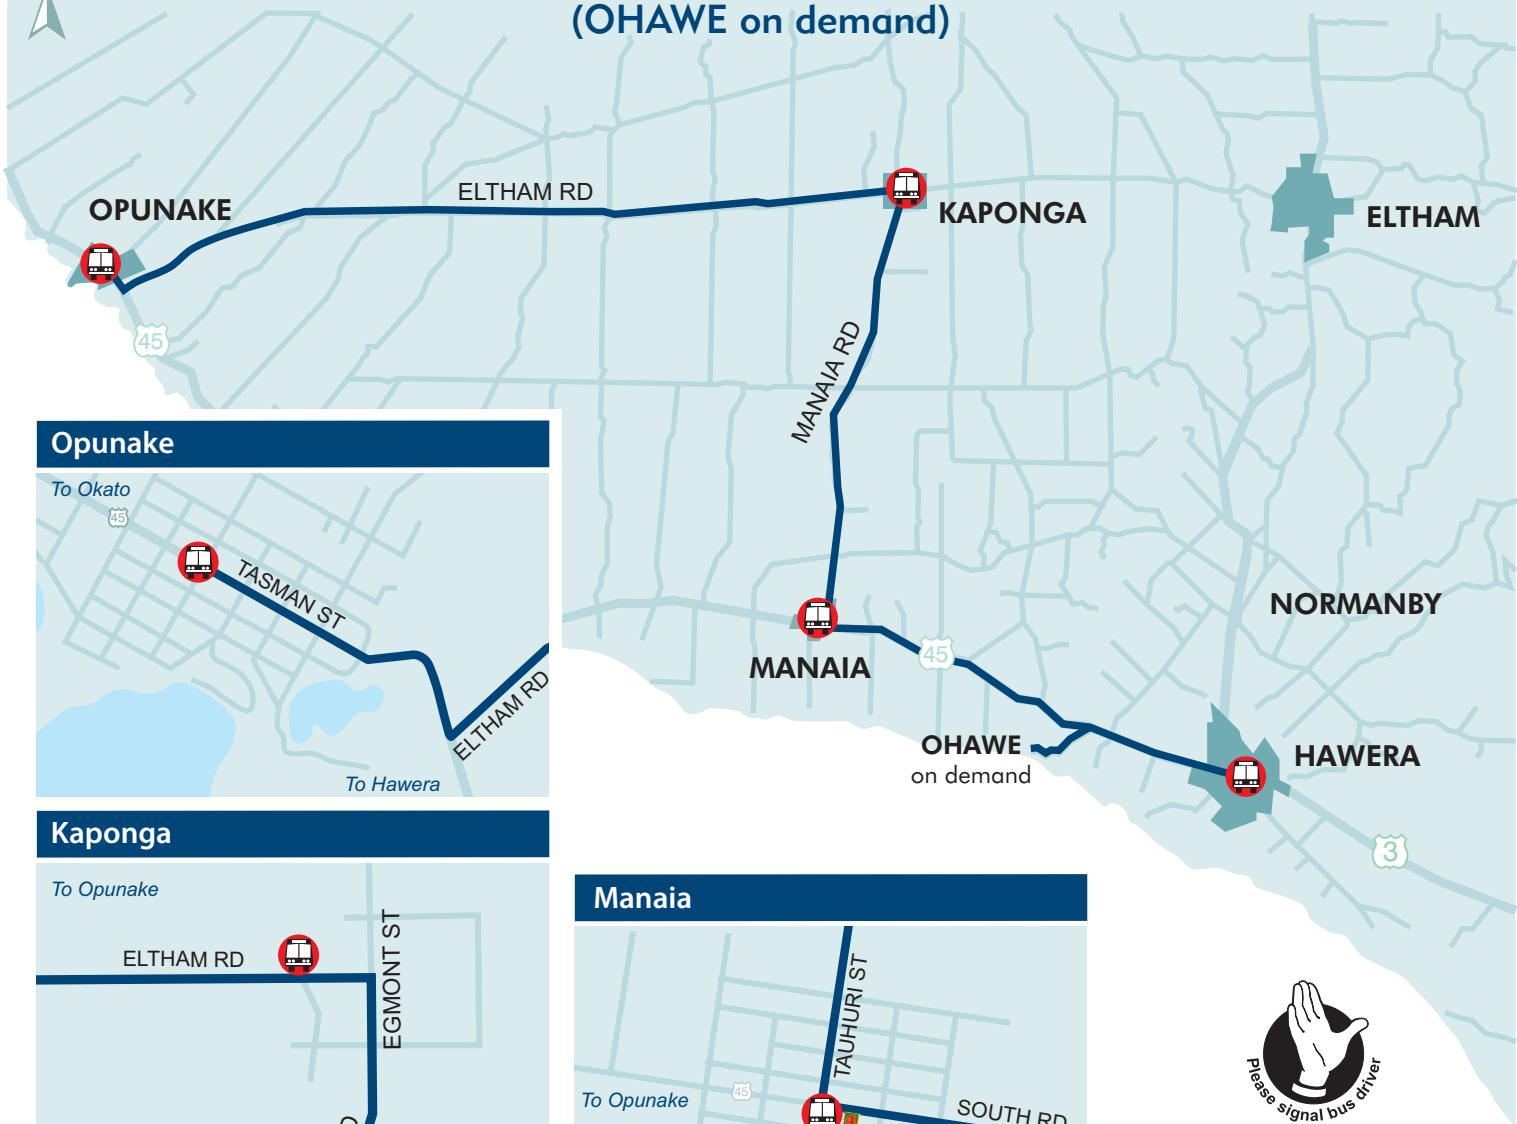 (OHAWE on demand)
ELTHAM RD
OPUNAKE
KAPONGA
ELTHAM
45
MANAIA RD
Opunake
To Okato
45
TASMAN ST
ELTHAM RD
To Hawera
NORMANBY
MANAIA
45
OHAWE
on demand
HAWERA
3
Kaponga
To Opunake
ELTHAM RD
EGMONT ST
Manaia
TAUHURI ST
45
To Opunake
SOUTH RD
Please signal bus driver